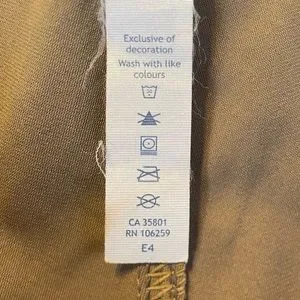 Exclusive of
decoration
Wash with like
colours
CA 35801
RN 106259
E4